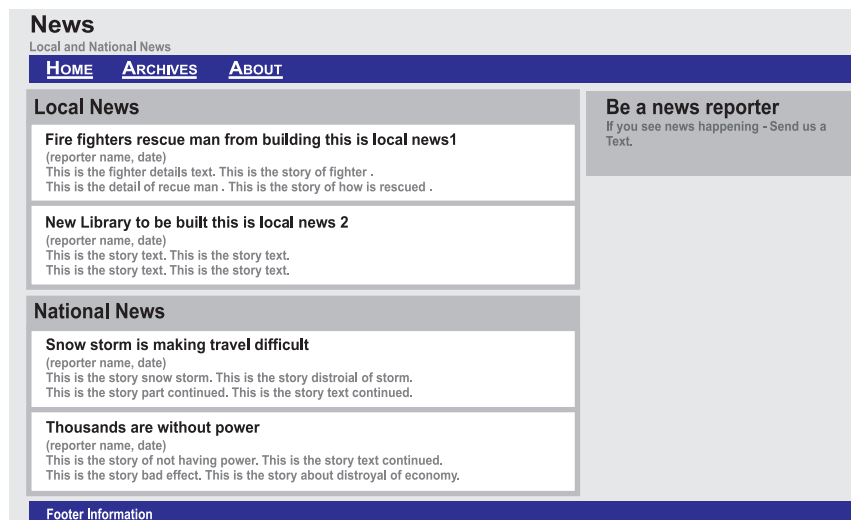 News
Local and National News
HOME ARCHIVES ABOUT
Local News
Fire fighters rescue man from building this is local news1
(reporter name, date)
This is the fighter details text. This is the story of fighter .
This is the detail of recue man . This is the story of how is rescued .
New Library to be built this is local news 2
(reporter name, date)
This is the story text. This is the story text.
This is the story text. This is the story text.
National News
Snow storm is making travel difficult
(reporter name, date)
This is the story snow storm. This is the story distroial of storm.
This is the story part continued. This is the story text continued.
Thousands are without power
(reporter name, date)
This is the story of not having power. This is the story text continued.
This is the story bad effect. This is the story about distroyal of economy.
Be a news reporter
If you see news happening - Send us a
Text.
Footer Information